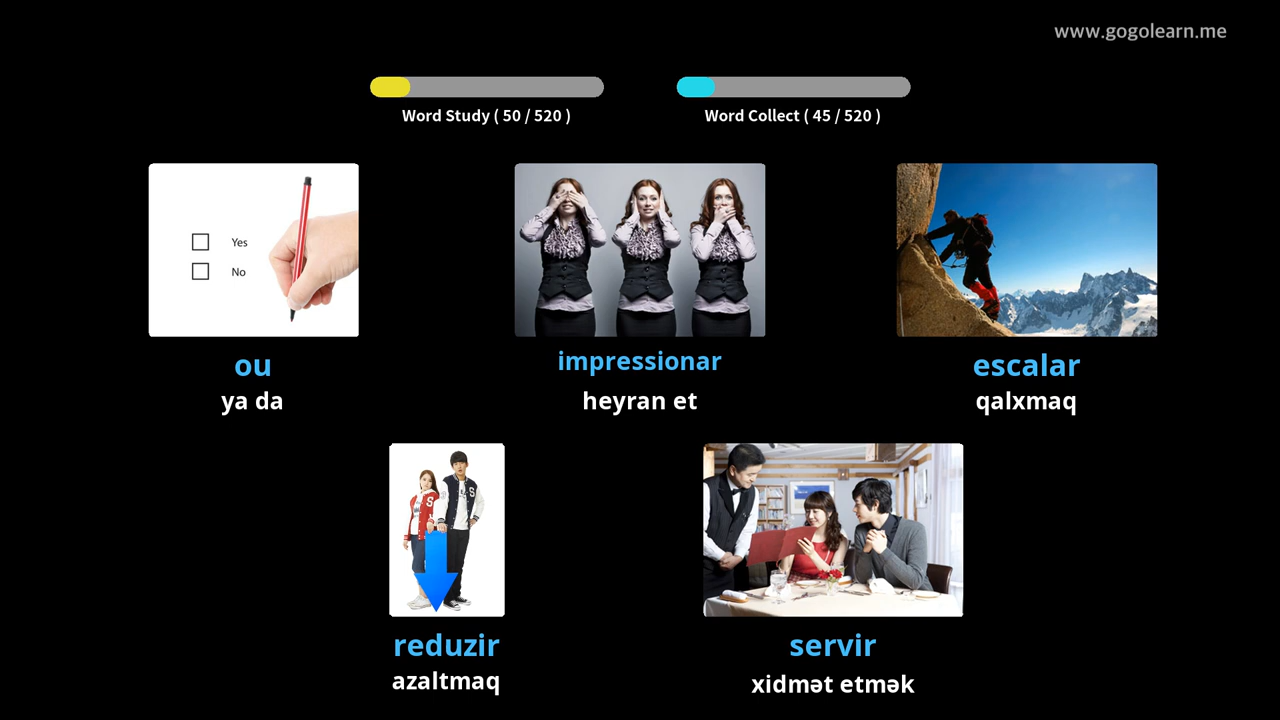 www.gogolearn.me
Word Study ( 50 / 520 )
Word Collect ( 45 / 520 )
Yes
No
ou
ya da
impressionar
heyran et
escalar
qalxmaq
S
S
reduzir
azaltmaq
servir
xidmət etmək